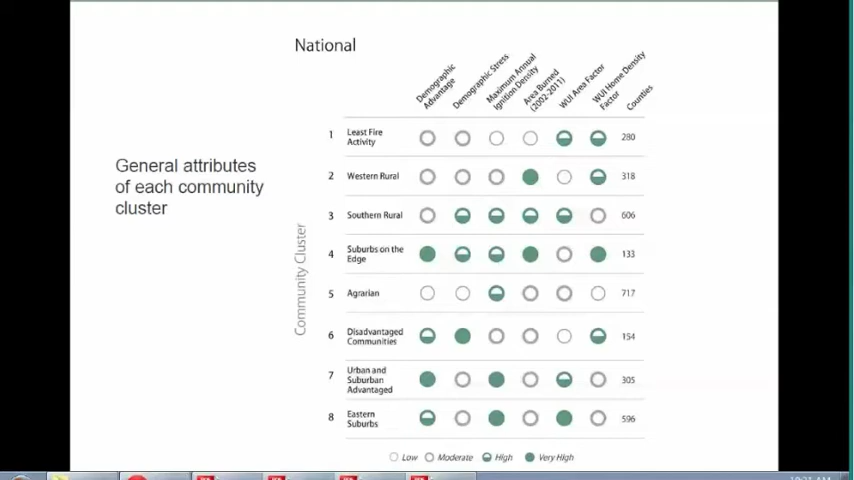 National
Demographic
Advantage
Demographic Stress
Maximum Annual
Ignition Density
Area Burned
(2002-2011)
WUI Area Factor
WUI Home Density
Factor
Counties
General attributes
of each community
cluster
Community Cluster
1 Least Fire
Activity 280
2 Western Rural 318
3 Southern Rural 606
4 Suburbs on the
Edge 133
5 Agrarian 717
6 Disadvantaged
Communities 154
7 Urban and
Suburban
Advantaged 305
8 Eastern
Suburbs 596
Low Moderate High Very High